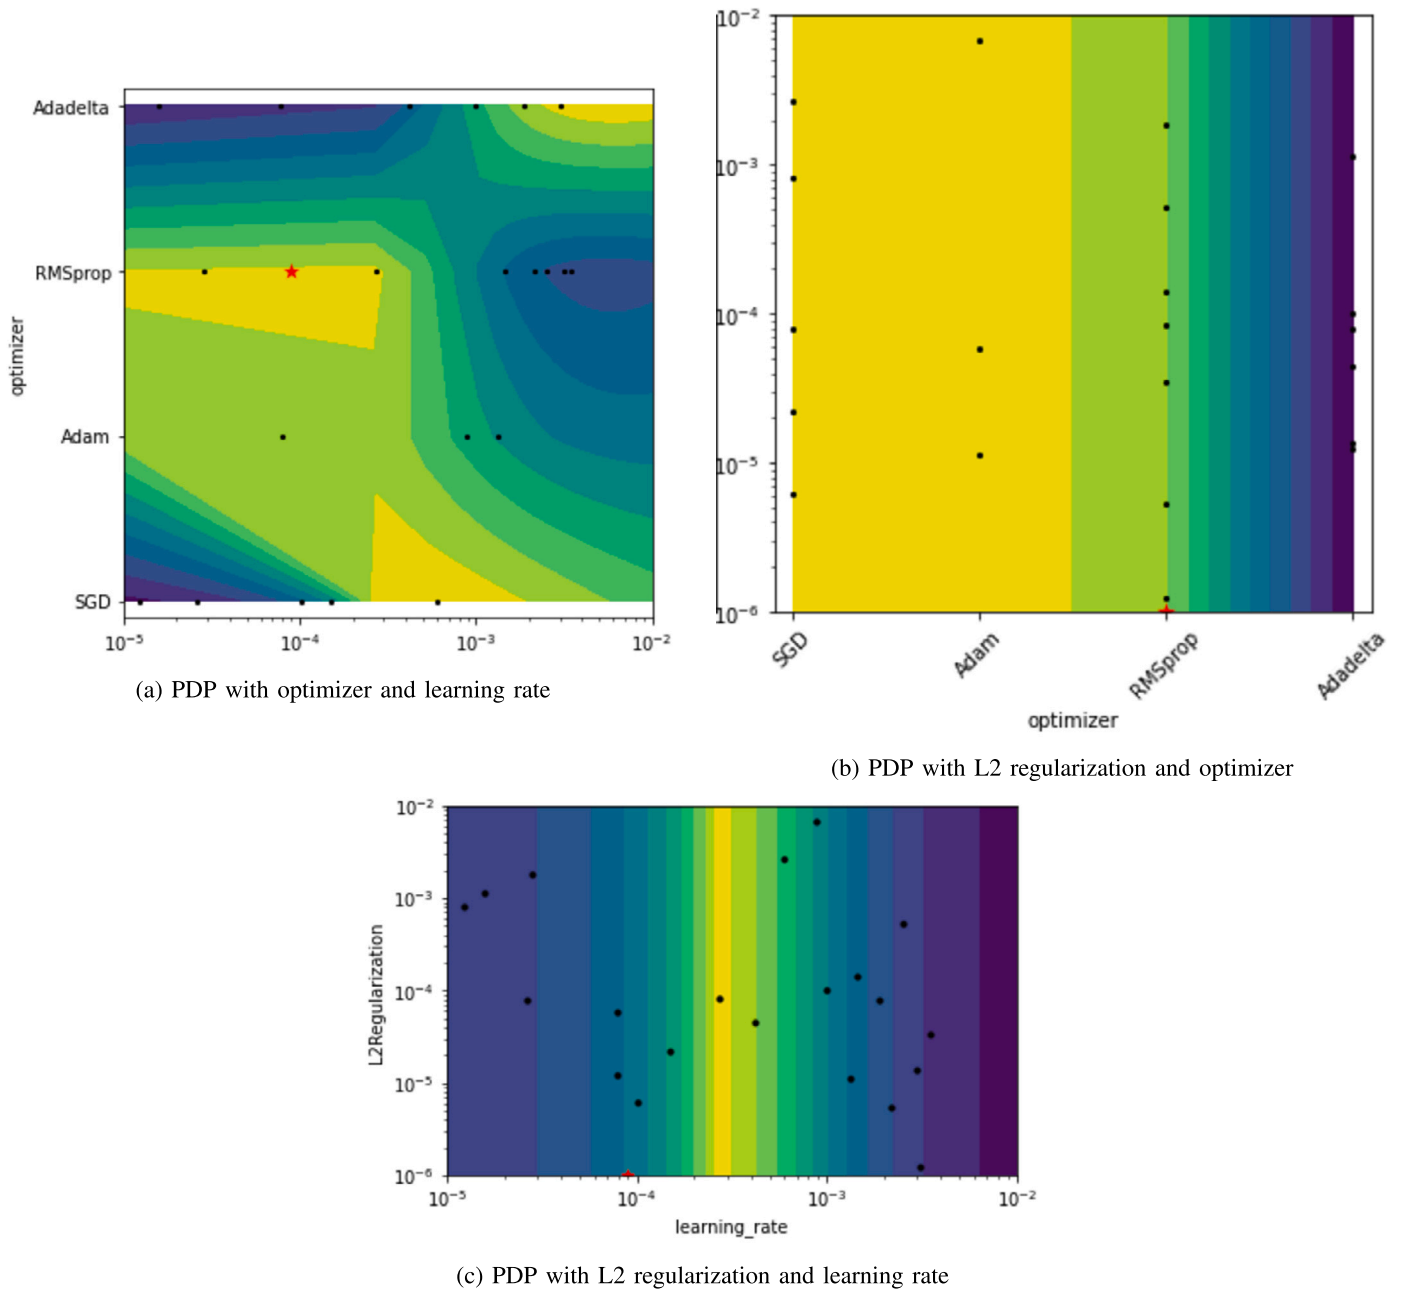 Adadelta
RMSprop
Adam
SGD
optimizer
10⁻⁵
10⁻⁴
10⁻³
10⁻²
(a) PDP with optimizer and learning rate
10⁻²
10⁻³
10⁻⁴
10⁻⁵
10⁻⁶
SGD
Adam
RMSprop
Adadelta
optimizer
(b) PDP with L2 regularization and optimizer
10⁻²
10⁻³
10⁻⁴
10⁻⁵
10⁻⁶
L2Regularization
10⁻⁵
10⁻⁴
10⁻³
10⁻²
learning_rate
(c) PDP with L2 regularization and learning rate